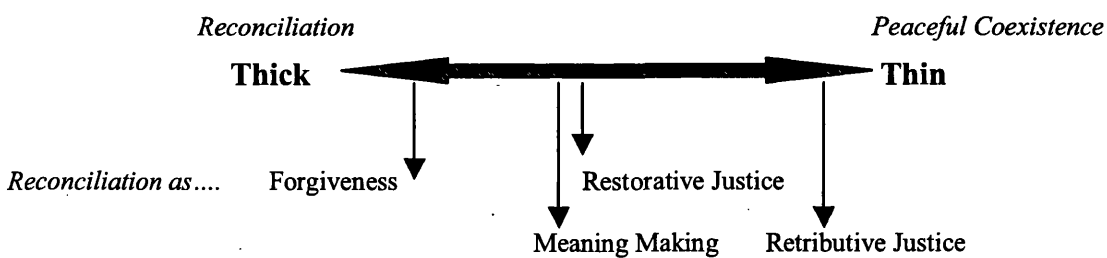 Reconciliation Peaceful Coexistence
Thick Thin
Reconciliation as.... Forgiveness Restorative Justice
Meaning Making Retributive Justice